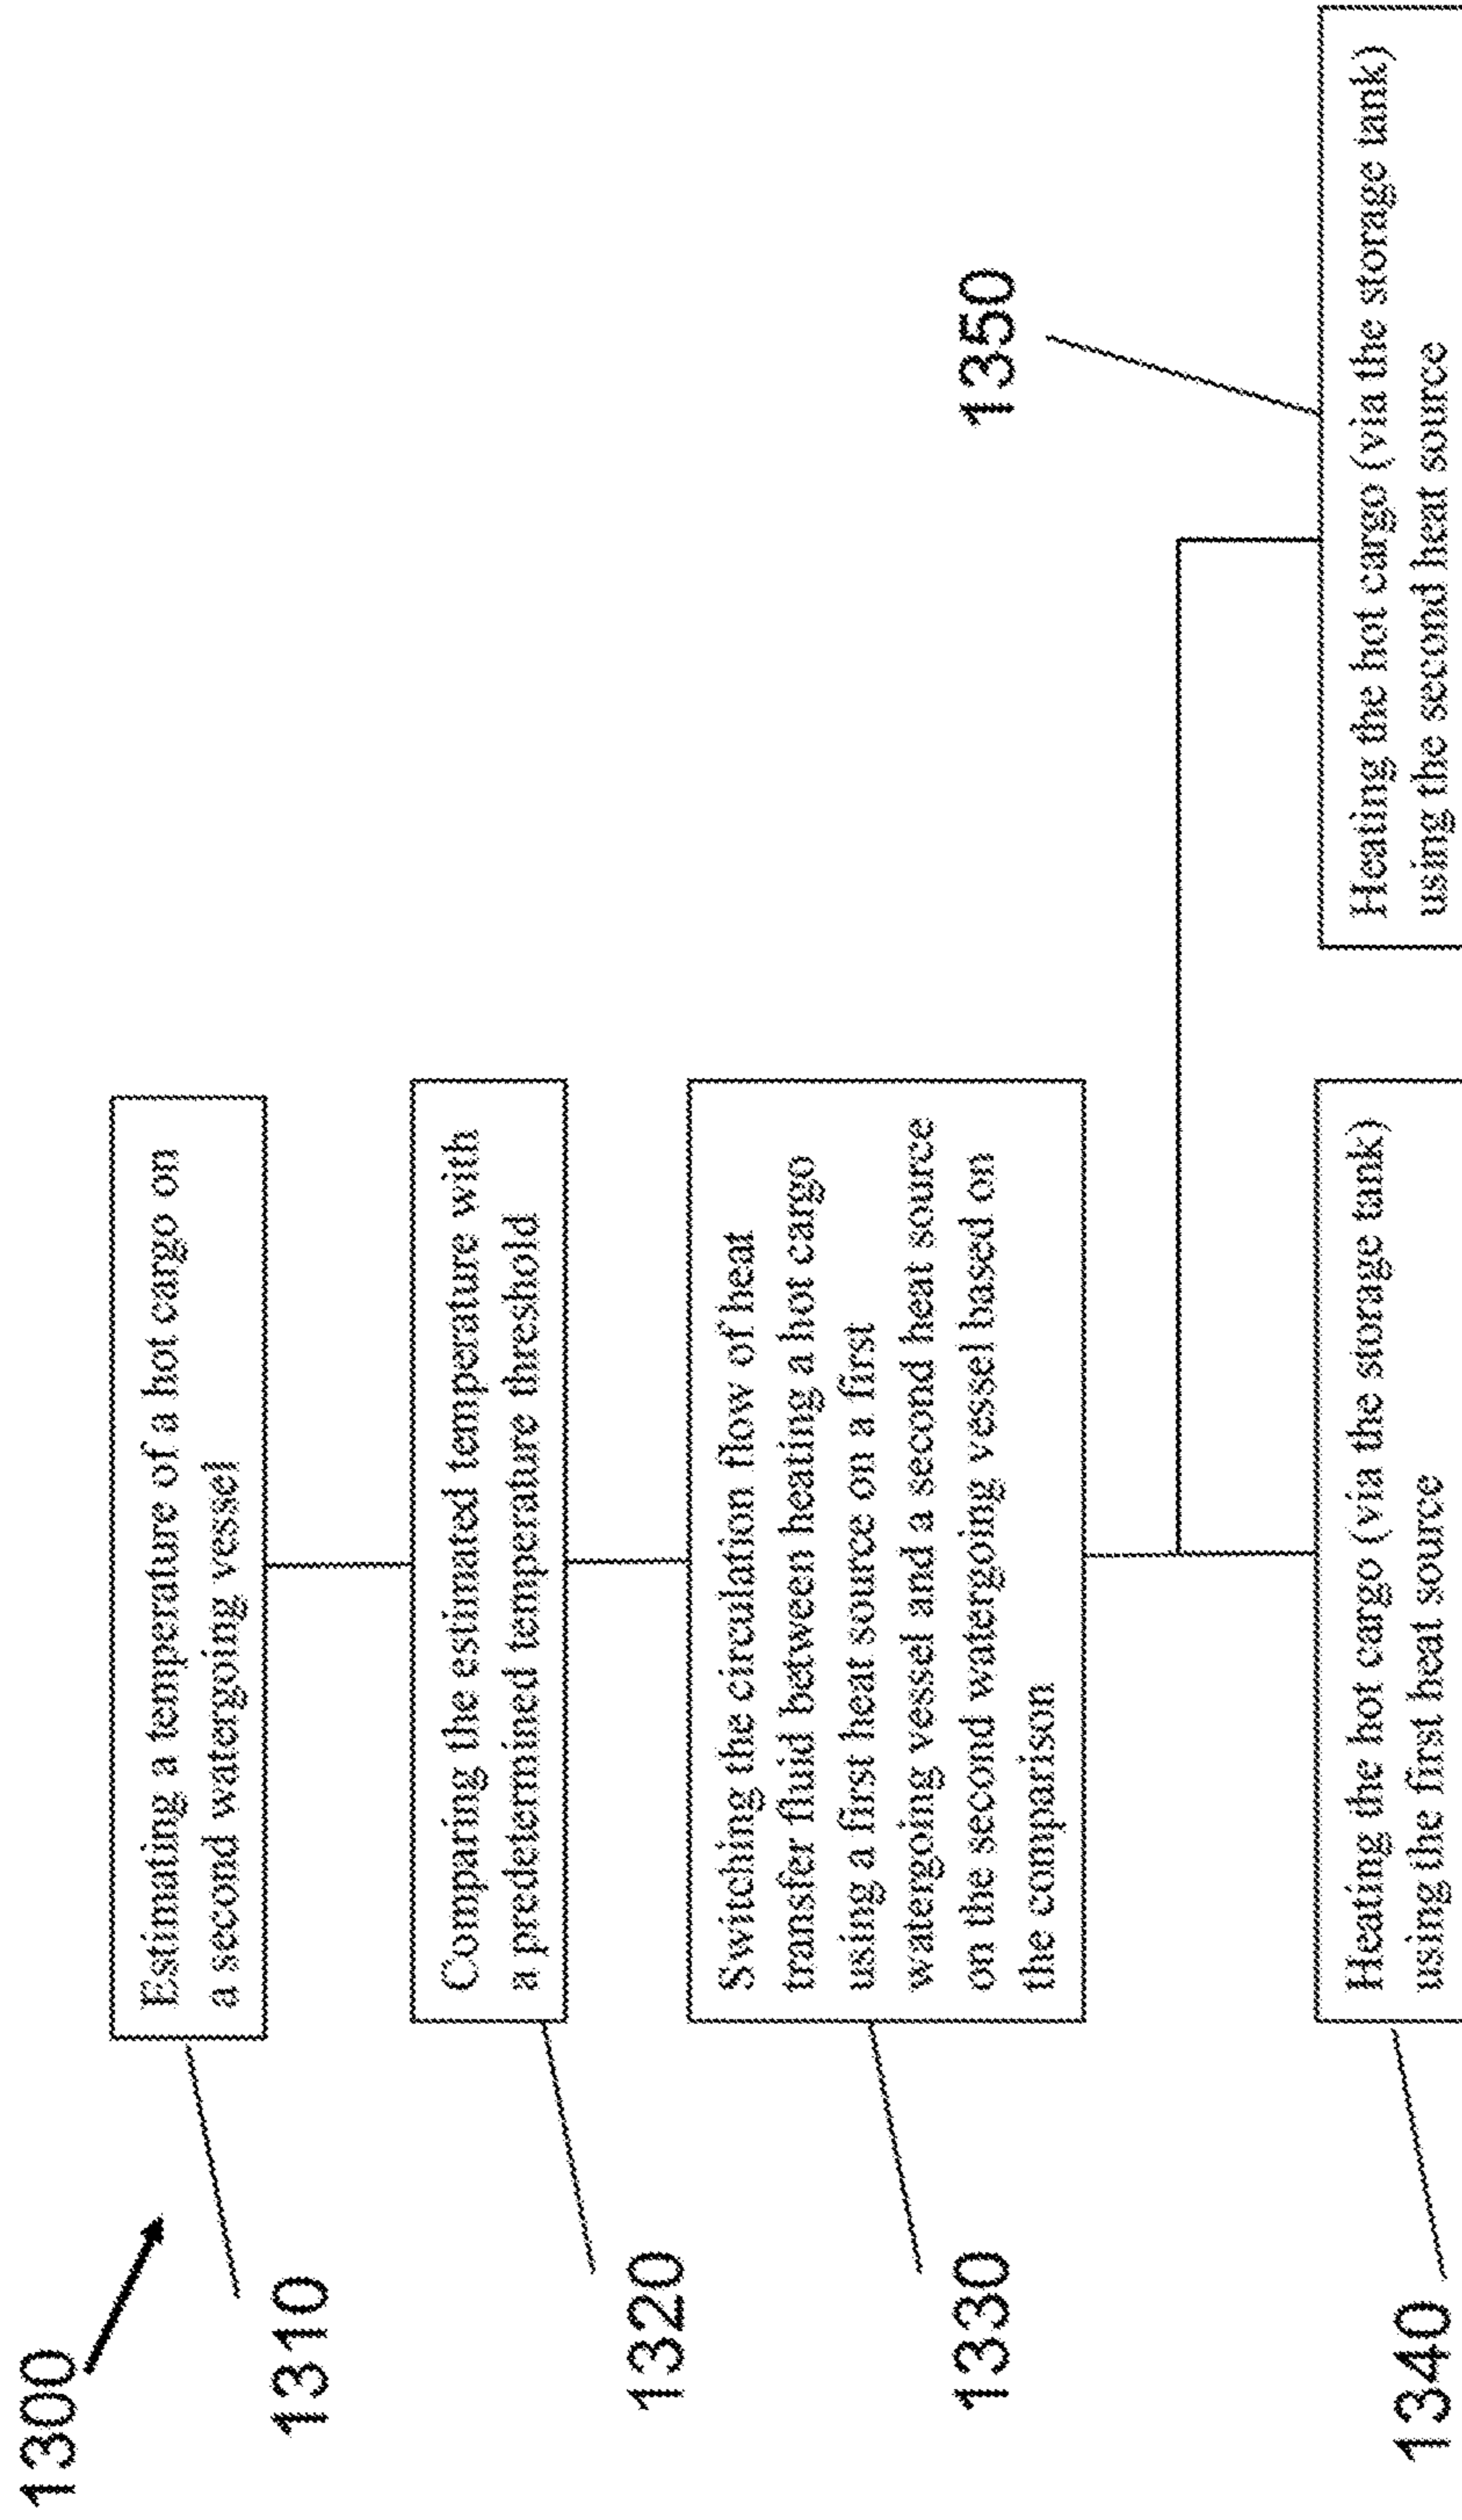 1300
1310
Estimating a temperature of a hot cargo on
a second watergoing vessel
1320
Comparing the estimated temperature with
a predetermined temperature threshold
1330
Switching the circulation flow of heat
transfer fluid between heating a hot cargo
using a first heat source on a first
watergoing vessel and a second heat source
on the second watergoing vessel based on
the comparison
1340
Heating the hot cargo (via the storage tank)
using the first heat source
1350
Heating the hot cargo (via the storage tank)
using the second heat source